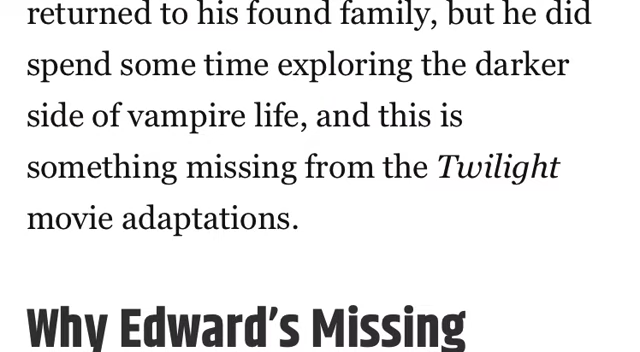 returned to his found family, but he did
spend some time exploring the darker
side of vampire life, and this is
something missing from the Twilight
movie adaptations.
Why Edward’s Missing